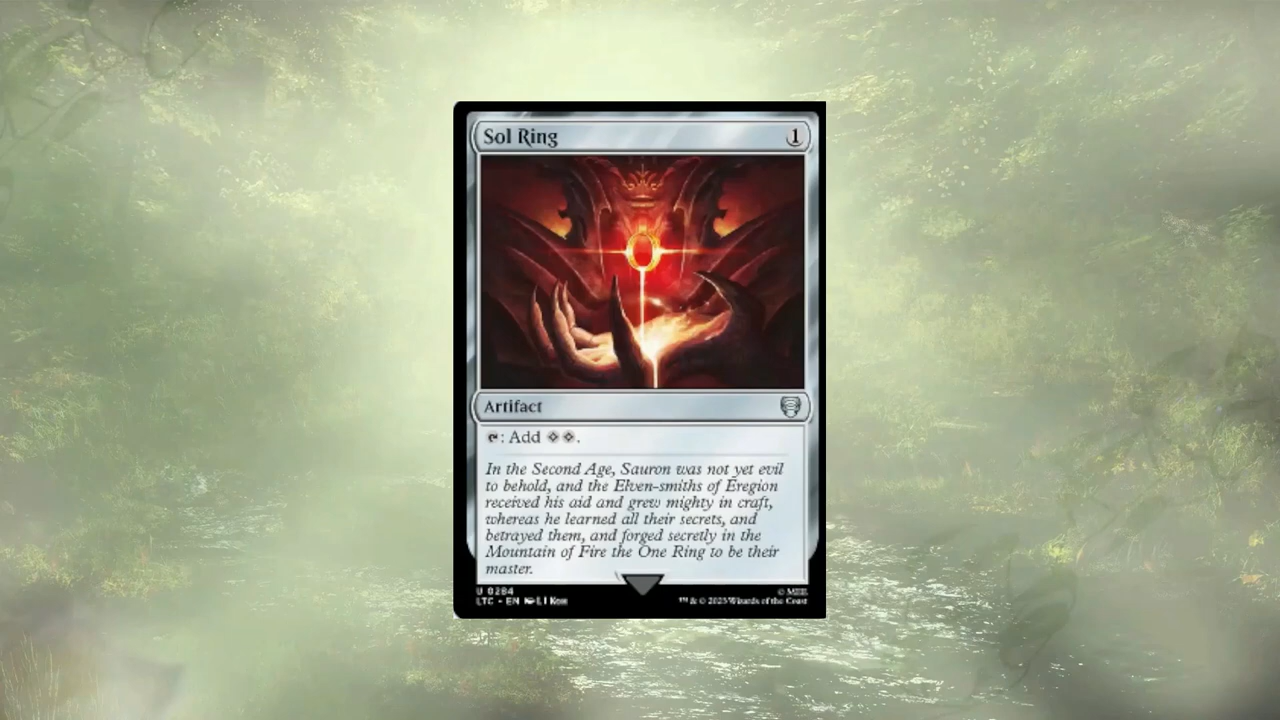 Sol Ring 1
Artifact
: Add .
In the Second Age, Sauron was not yet evil
to behold, and the Elven-smiths of Eregion
received his aid and grew mighty in craft,
whereas he learned all their secrets, and
betrayed them, and forged secretly in the
Mountain of Fire the One Ring to be their
master.
U 0284
LTC • EN
™ & © 2023 Wizards of the Coast